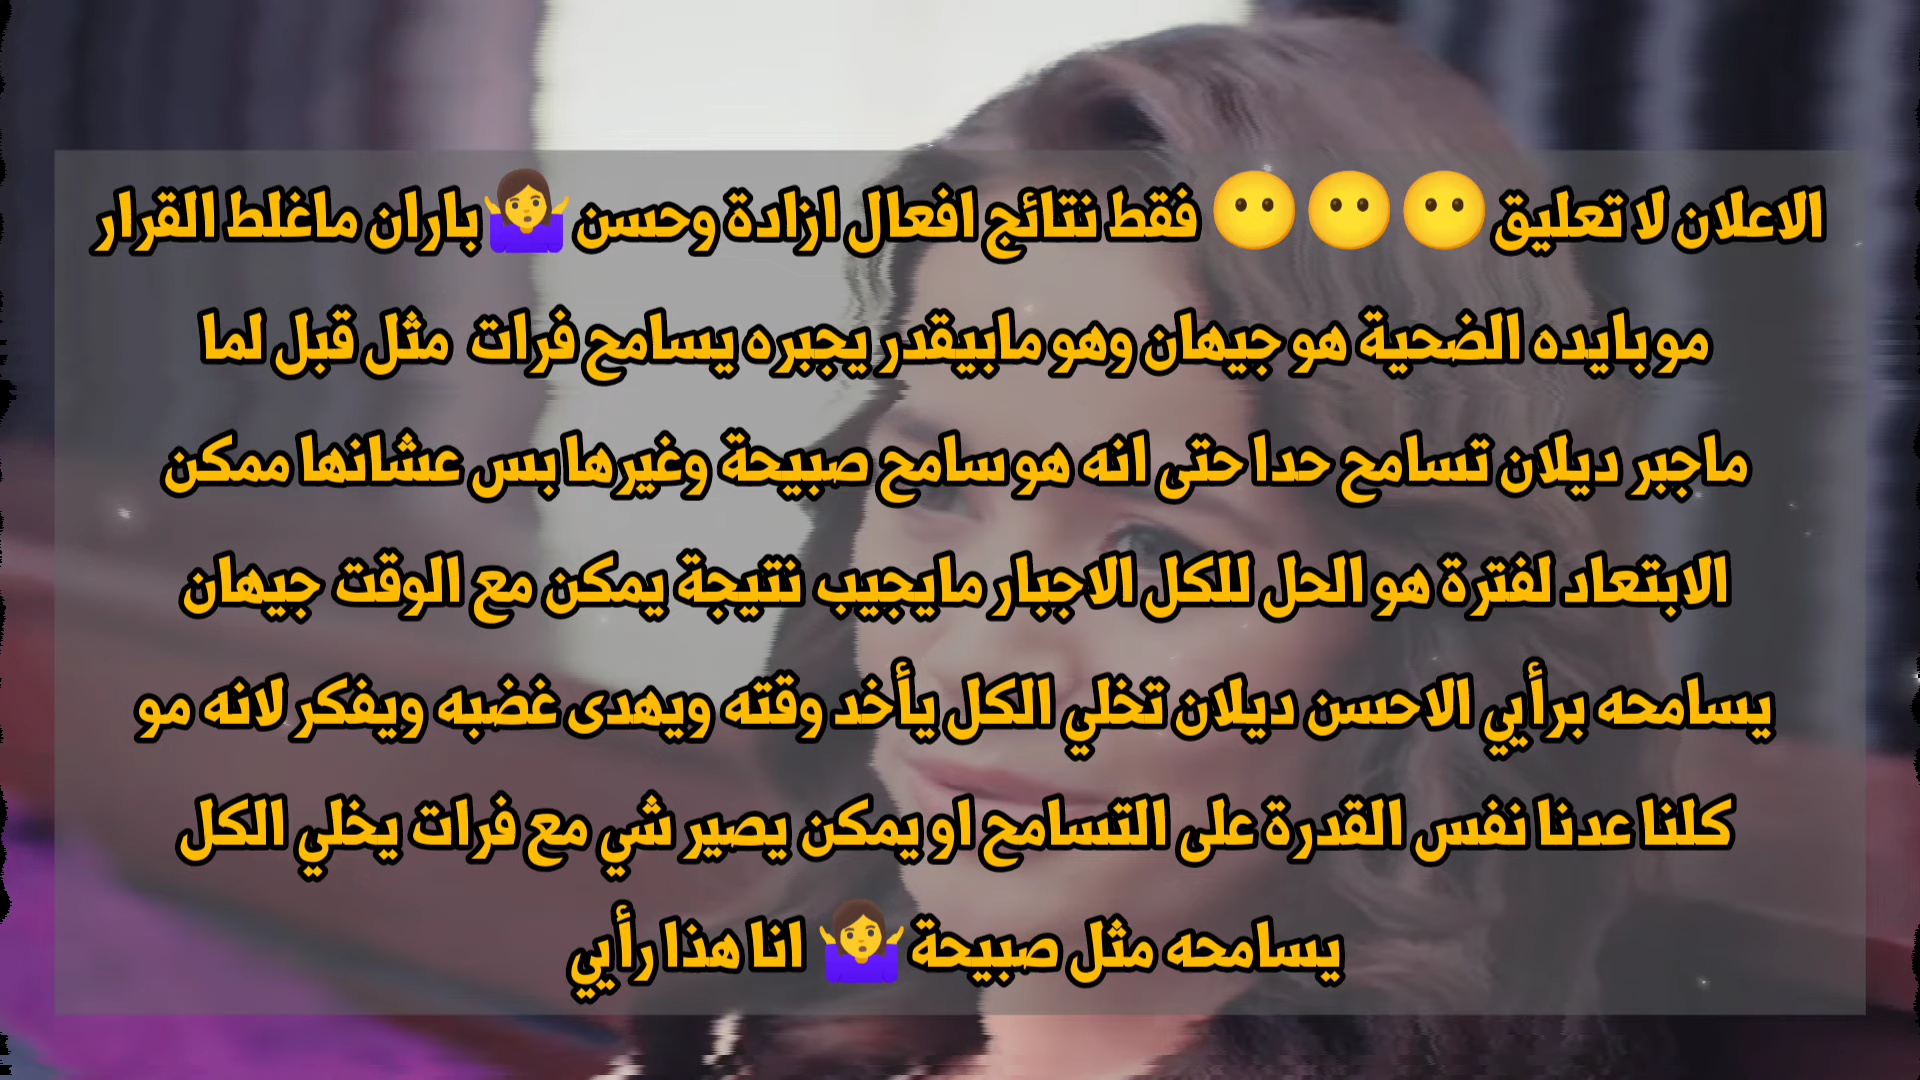 الاعلان لا تعليق 😶😶😶 فقط نتائج افعال ازادة وحسن 🤷‍♀️ باران ماغلط القرار
مو بايده الضحية هو جيهان وهو مابيقدر يجبره يسامح فرات مثل قبل لما
ماجبر ديلان تسامح حدا حتى انه هو سامح صبيحة وغيرها بس عشانها ممكن
الابتعاد لفترة هو الحل للكل الاجبار مايجيب نتيجة يمكن مع الوقت جيهان
يسامحه برأيي الاحسن ديلان تخلي الكل يأخد وقته ويهدى غضبه ويفكر لانه مو
كلنا عدنا نفس القدرة على التسامح او يمكن يصير شي مع فرات يخلي الكل
يسامحه مثل صبيحة 🤷‍♀️ انا هذا رأيي